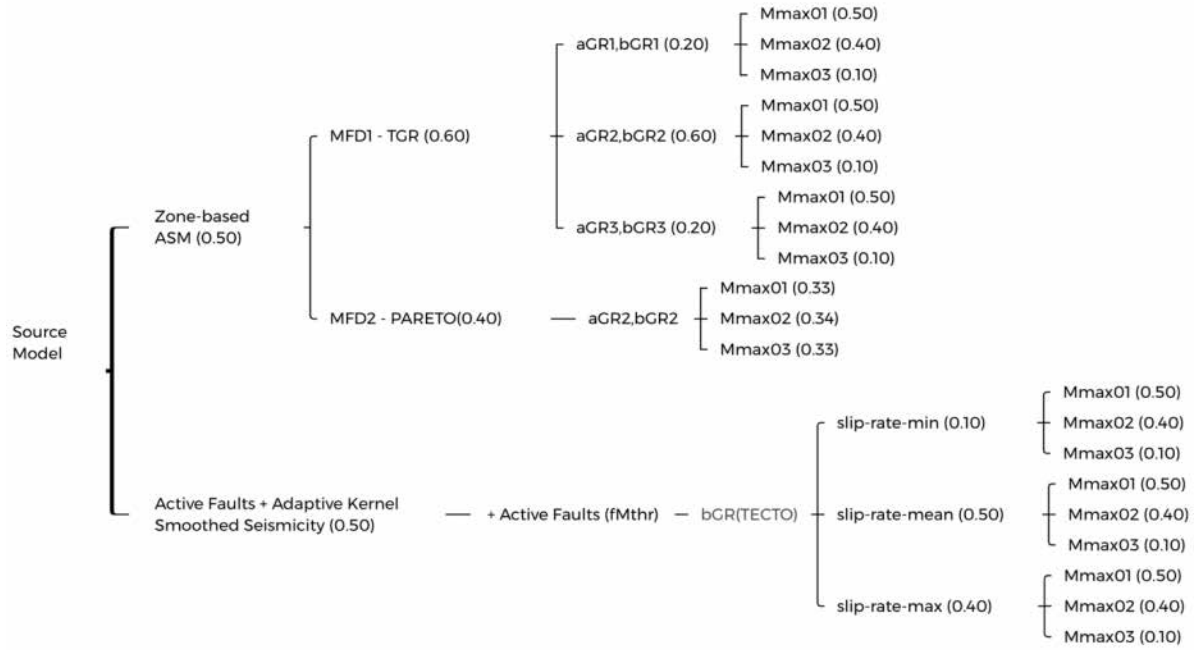 Source
Model
Zone-based
ASM (0.50)
MFD1 - TGR (0.60)
aGR1,bGR1 (0.20)
Mmax01 (0.50)
Mmax02 (0.40)
Mmax03 (0.10)
aGR2,bGR2 (0.60)
Mmax01 (0.50)
Mmax02 (0.40)
Mmax03 (0.10)
aGR3,bGR3 (0.20)
Mmax01 (0.50)
Mmax02 (0.40)
Mmax03 (0.10)
MFD2 - PARETO(0.40)
aGR2,bGR2
Mmax01 (0.33)
Mmax02 (0.34)
Mmax03 (0.33)
Active Faults + Adaptive Kernel
Smoothed Seismicity (0.50)
+ Active Faults (fMthr)
bGR(TECTO)
slip-rate-min (0.10)
Mmax01 (0.50)
Mmax02 (0.40)
Mmax03 (0.10)
slip-rate-mean (0.50)
Mmax01 (0.50)
Mmax02 (0.40)
Mmax03 (0.10)
slip-rate-max (0.40)
Mmax01 (0.50)
Mmax02 (0.40)
Mmax03 (0.10)